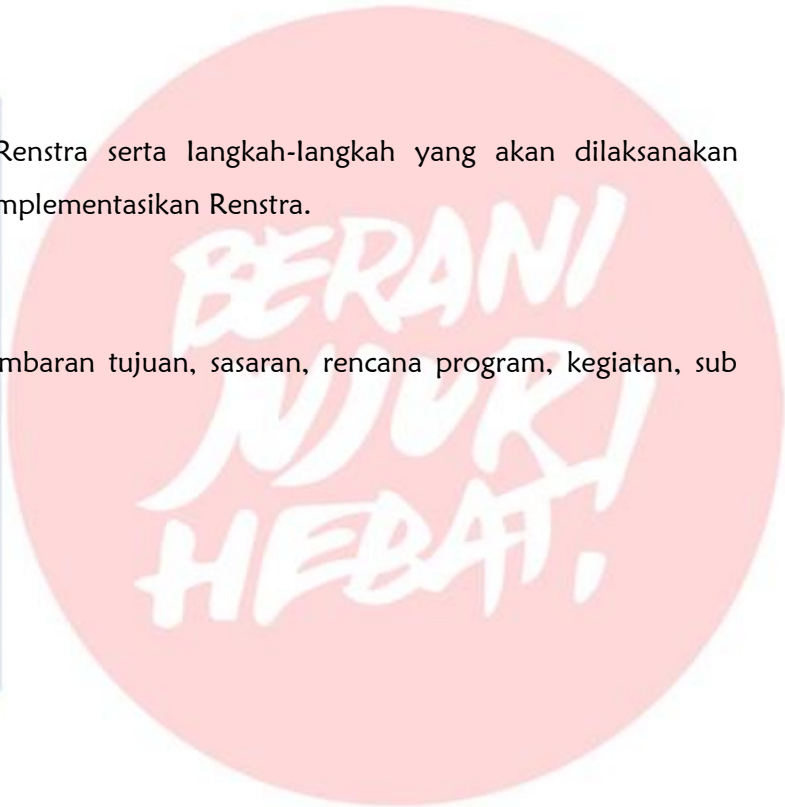 Renstra serta langkah-langkah yang akan dilaksanakan
mplementasikan Renstra.
BERANI
mbaran tujuan, sasaran, rencana program, kegiatan, sub
JUJUR!
HEBAT.